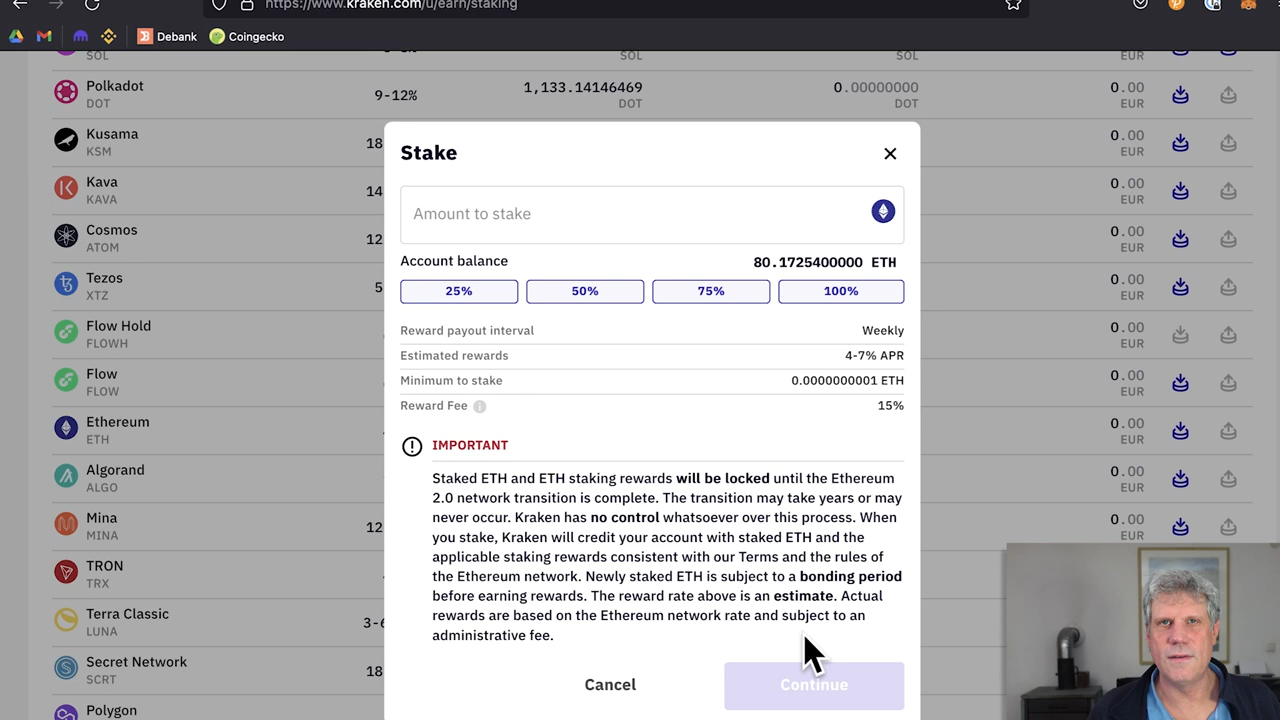 https://www.kraken.com/u/earn/staking
Debank
Coingecko
SOL
SOL
SOL
EUR
Polkadot
DOT
9-12%
1,133.14146469
DOT
0.00000000
DOT
0.00
EUR
Kusama
KSM
18
0.00
EUR
Kava
KAVA
14
0.00
EUR
Cosmos
ATOM
12
0.00
EUR
Tezos
XTZ
5
0.00
EUR
Flow Hold
FLOWH
0.00
EUR
Flow
FLOW
0.00
EUR
Ethereum
ETH
0.00
EUR
Algorand
ALGO
0.00
EUR
Mina
MINA
12
0.00
EUR
TRON
TRX
Terra Classic
LUNA
3-6
Secret Network
SCRT
18
Polygon
Stake
Amount to stake
Account balance
80.1725400000 ETH
25%
50%
75%
100%
Reward payout interval
Weekly
Estimated rewards
4-7% APR
Minimum to stake
0.0000000001 ETH
Reward Fee
15%
IMPORTANT
Staked ETH and ETH staking rewards will be locked until the Ethereum
2.0 network transition is complete. The transition may take years or may
never occur. Kraken has no control whatsoever over this process. When
you stake, Kraken will credit your account with staked ETH and the
applicable staking rewards consistent with our Terms and the rules of
the Ethereum network. Newly staked ETH is subject to a bonding period
before earning rewards. The reward rate above is an estimate. Actual
rewards are based on the Ethereum network rate and subject to an
administrative fee.
Cancel
Continue